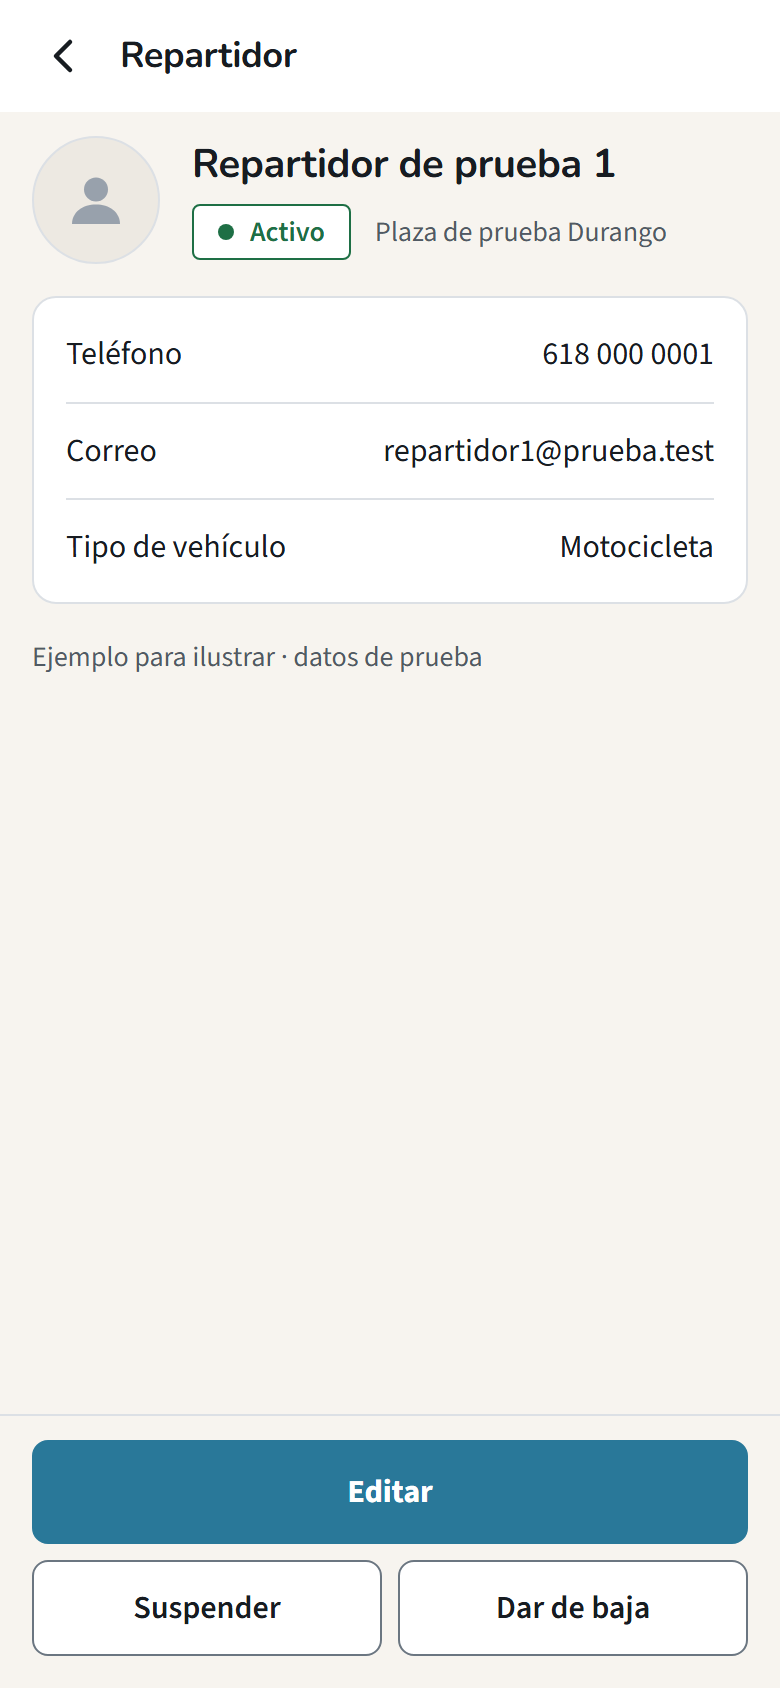 Repartidor
Repartidor de prueba 1
Activo
Plaza de prueba Durango
Teléfono
618 000 0001
Correo
repartidor1@prueba.test
Tipo de vehículo
Motocicleta
Ejemplo para ilustrar · datos de prueba
Editar
Suspender
Dar de baja